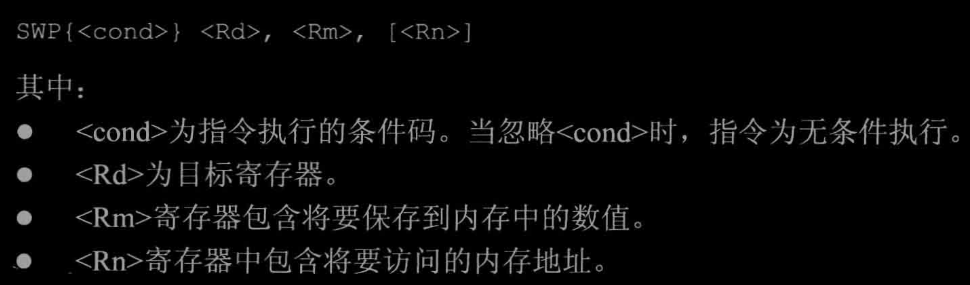 SWP{<cond>} <Rd>, <Rm>, [<Rn>]
其中：
● <cond>为指令执行的条件码。当忽略<cond>时，指令为无条件执行。
● <Rd>为目标寄存器。
● <Rm>寄存器包含将要保存到内存中的数值。
● <Rn>寄存器中包含将要访问的内存地址。